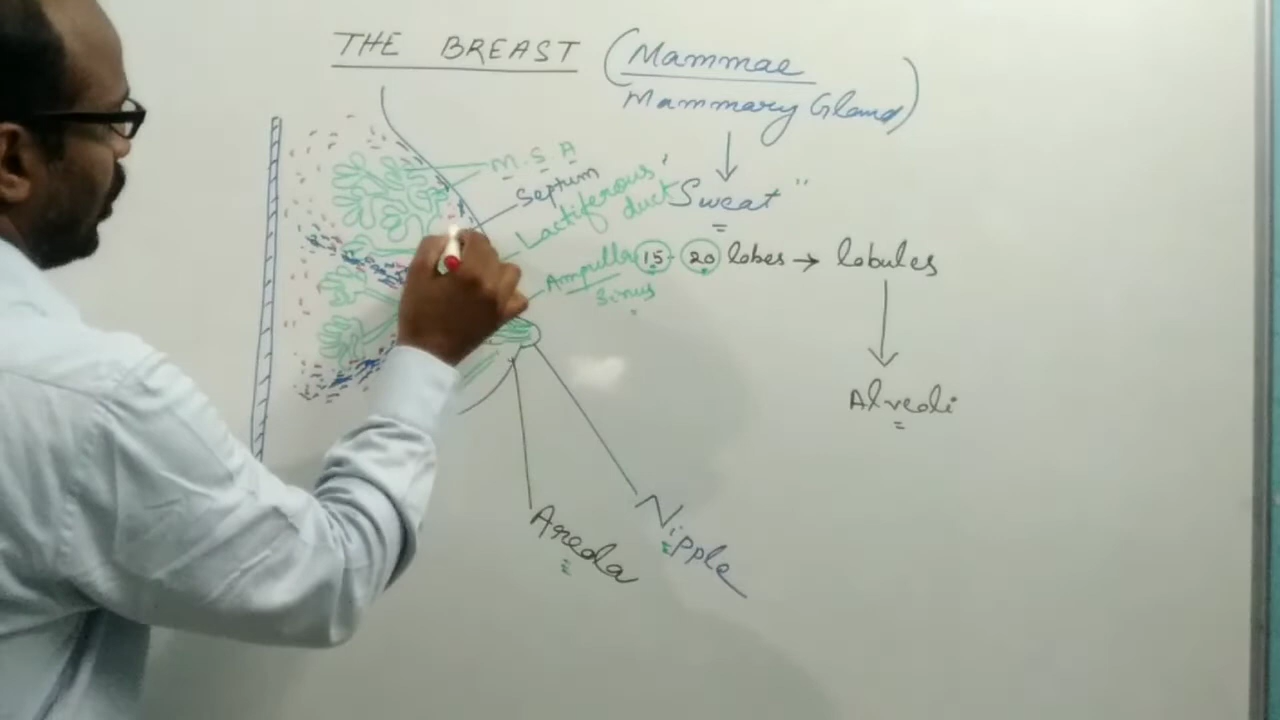 THE BREAST (Mammae
Mammary Gland)
M.S.A
Septum
Lactiferous duct
"Sweat"
Ampulla
Sinus
15 - 20 lobes → lobules
Alveoli
Areola
Nipple